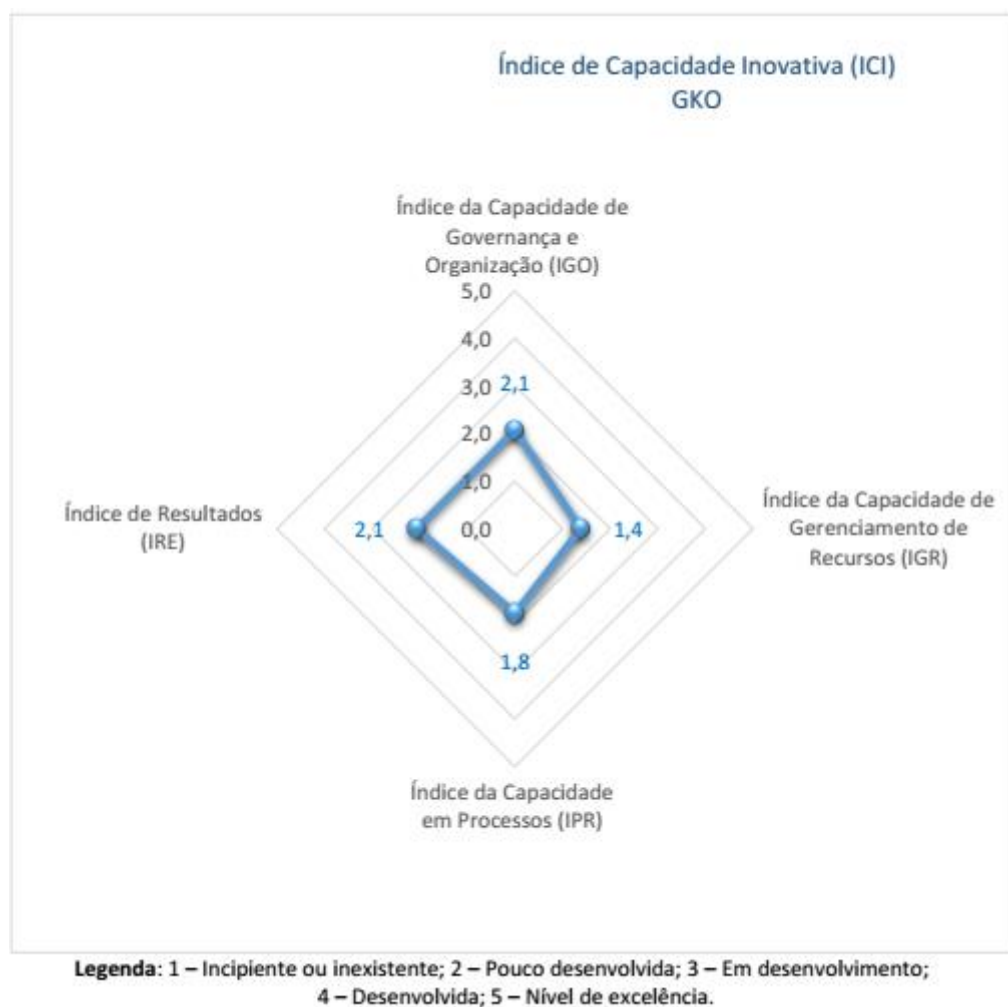 Índice de Capacidade Inovativa (ICI)
GKO
Índice da Capacidade de
Governança e
Organização (IGO)
5,0
4,0
3,0
2,1
2,0
1,0
0,0
Índice de Resultados
(IRE)
2,1
1,4
Índice da Capacidade de
Gerenciamento de
Recursos (IGR)
1,8
Índice da Capacidade
em Processos (IPR)
Legenda: 1 – Incipiente ou inexistente; 2 – Pouco desenvolvida; 3 – Em desenvolvimento;
4 – Desenvolvida; 5 – Nível de excelência.